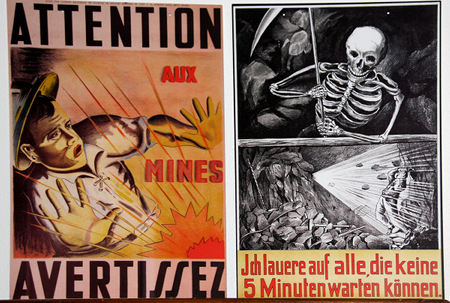 ATTENTION
AUX
MINES
AVERTISSEZ
Ich lauere auf alle, die keine
5 Minuten warten können.